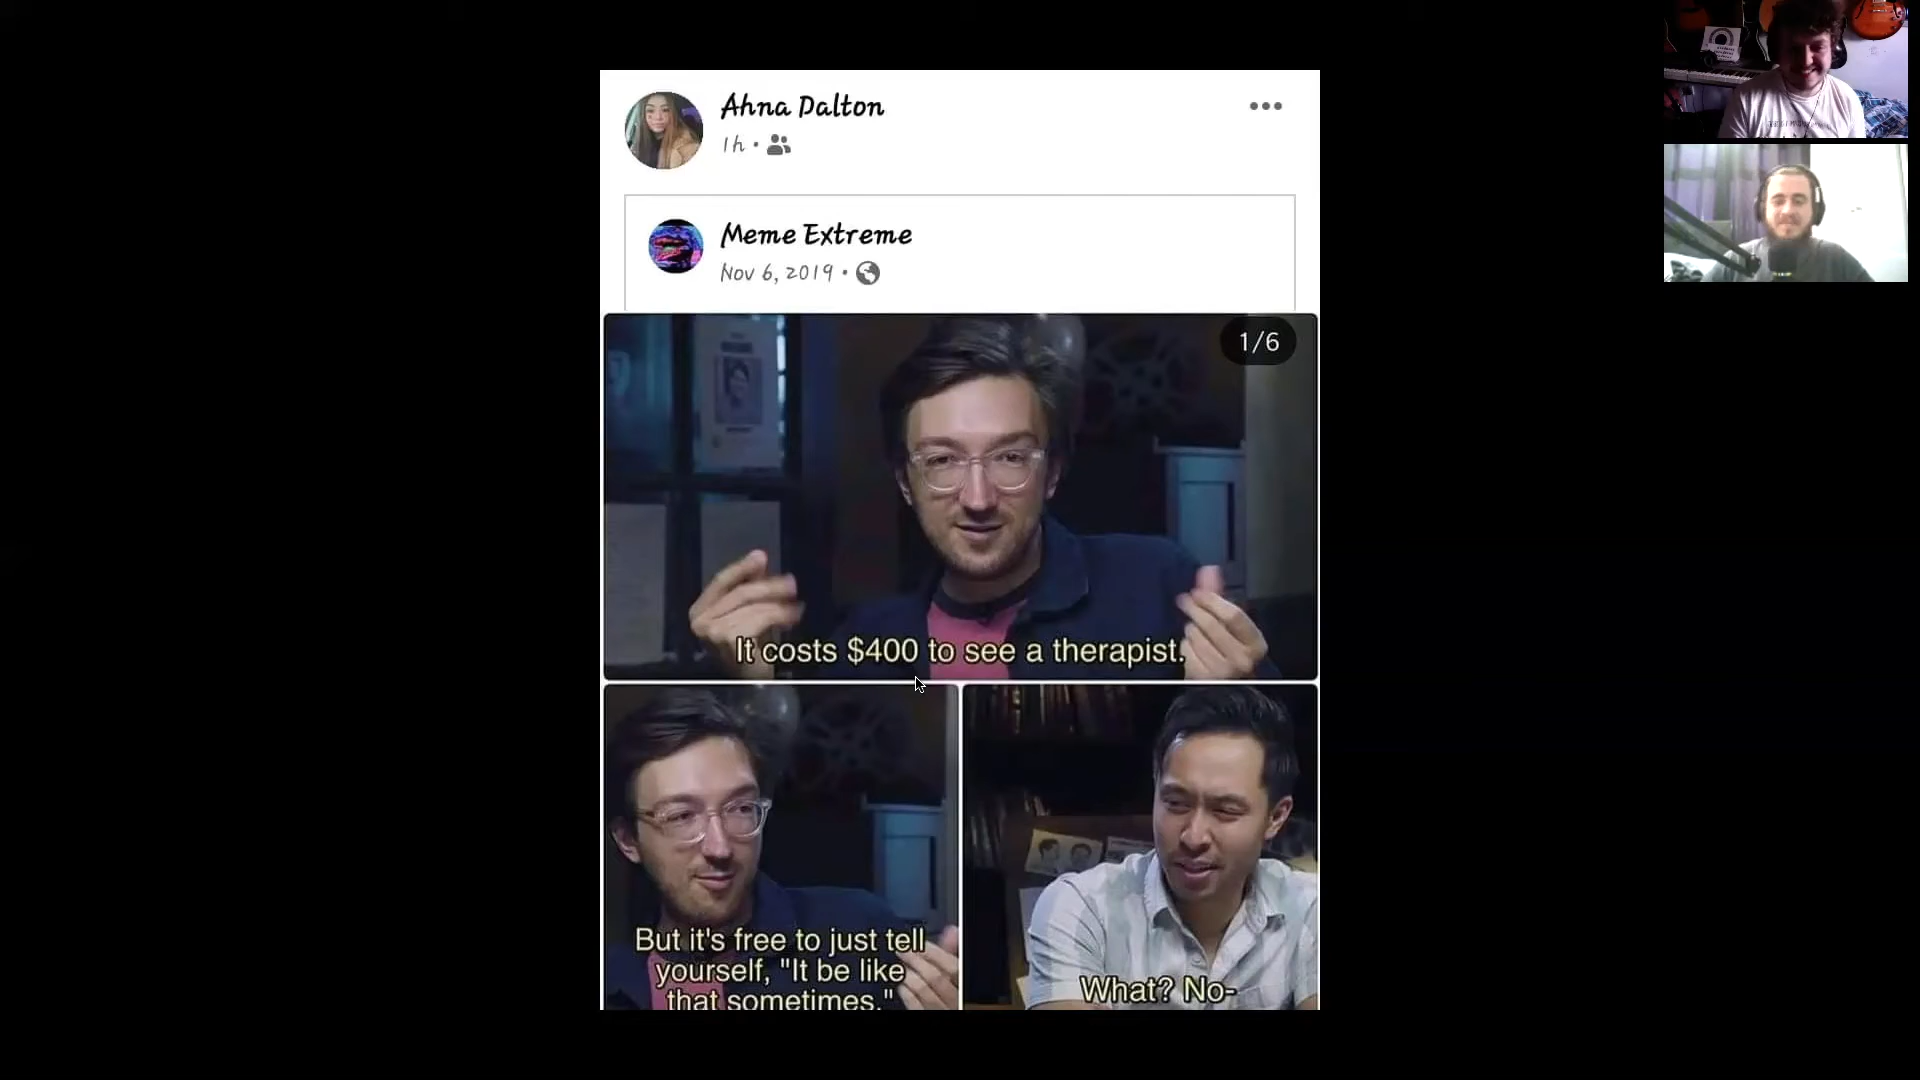 Ahna Dalton
1h •
Meme Extreme
Nov 6, 2019 •
1/6
It costs $400 to see a therapist.
But it's free to just tell
yourself, "It be like
that sometimes."
What? No-